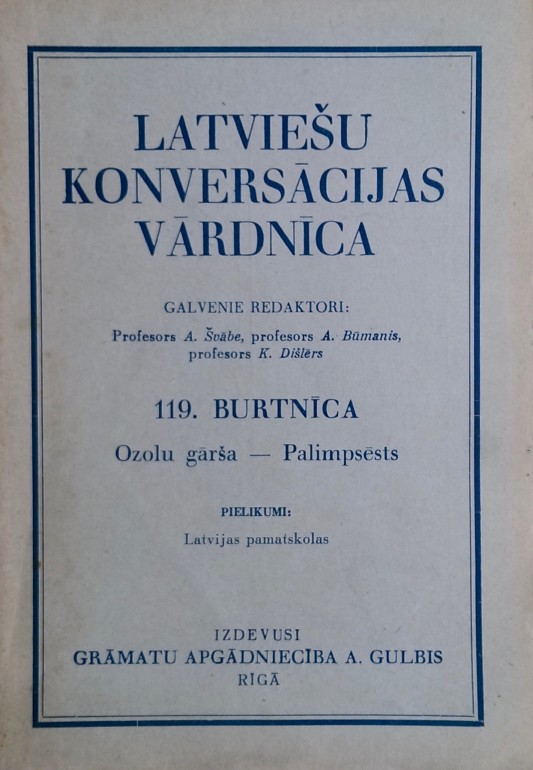 LATVIEŠU
KONVERSĀCIJAS
VĀRDNĪCA
GALVENIE REDAKTORI:
Profesors A. Švābe, profesors A. Būmanis,
profesors K. Dišlērs
119. BURTNĪCA
Ozolu gārša — Palimpsēsts
PIELIKUMI:
Latvijas pamatskolas
IZDEVUSI
GRĀMATU APGĀDNIECĪBA A. GULBIS
RĪGĀ